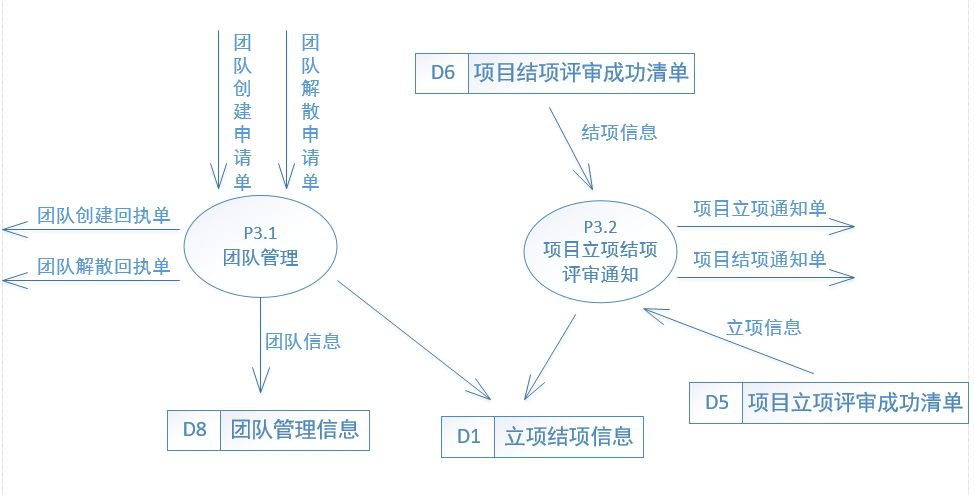 团队创建申请单
团队解散申请单
D6 项目结项评审成功清单
结项信息
团队创建回执单
团队解散回执单
P3.1
团队管理
P3.2
项目立项结项
评审通知
项目立项通知单
项目结项通知单
团队信息
立项信息
D5 项目立项评审成功清单
D8 团队管理信息
D1 立项结项信息